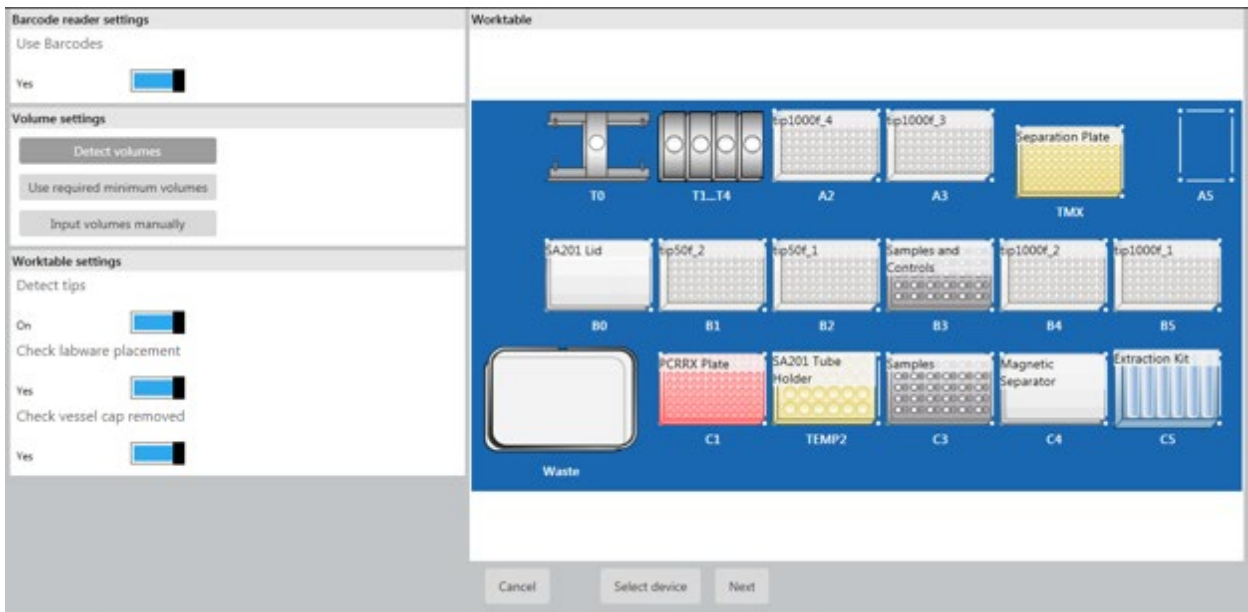 Barcode reader settings
Use Barcodes
Yes
Volume settings
Detect volumes
Use required minimum volumes
Input volumes manually
Worktable settings
Detect tips
On
Check labware placement
Yes
Check vessel cap removed
Yes
Worktable
tip1000f_4
tip1000f_3
Separation Plate
T0
T1...T4
A2
A3
TMX
A5
SA201 Lid
tip50f_2
tip50f_1
Samples and
Controls
tip1000f_2
tip1000f_1
B0
B1
B2
B3
B4
B5
PCRRX Plate
SA201 Tube
Holder
Samples
Magnetic
Separator
Extraction Kit
C1
TEMP2
C3
C4
C5
Waste
Cancel
Select device
Next